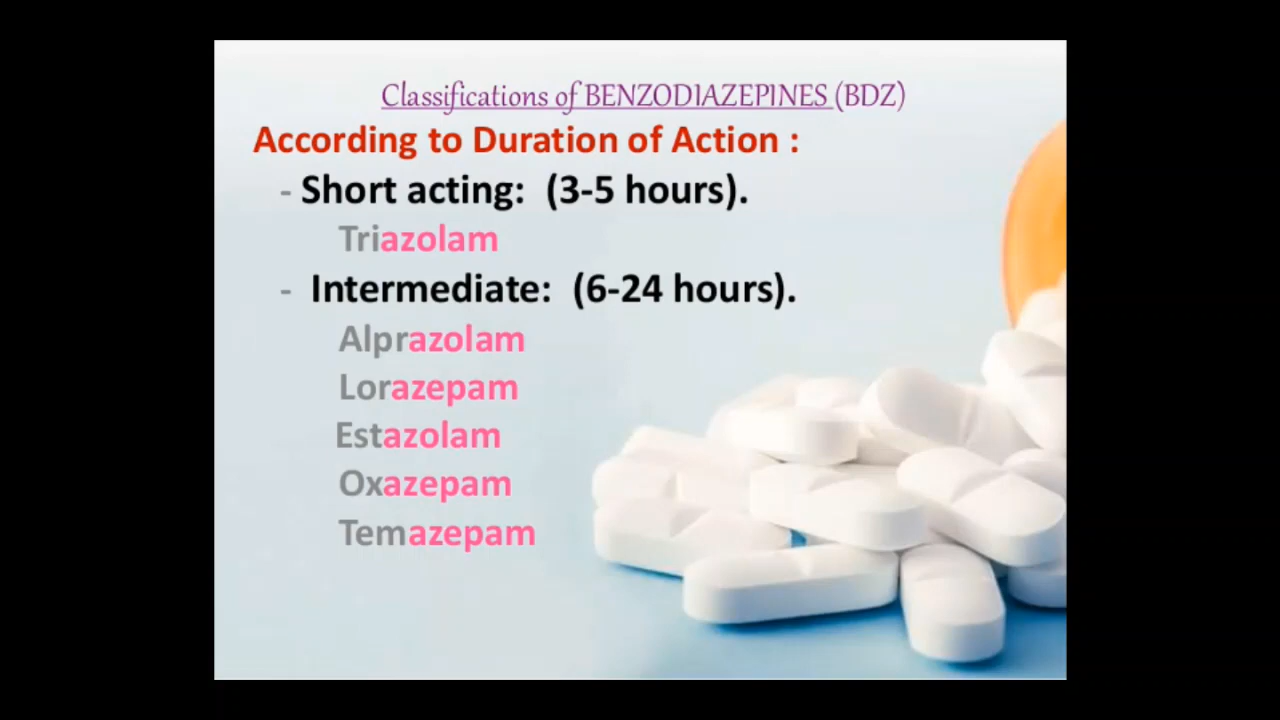 Classifications of BENZODIAZEPINES (BDZ)
According to Duration of Action :
- Short acting: (3-5 hours).
Triazolam
- Intermediate: (6-24 hours).
Alprazolam
Lorazepam
Estazolam
Oxazepam
Temazepam